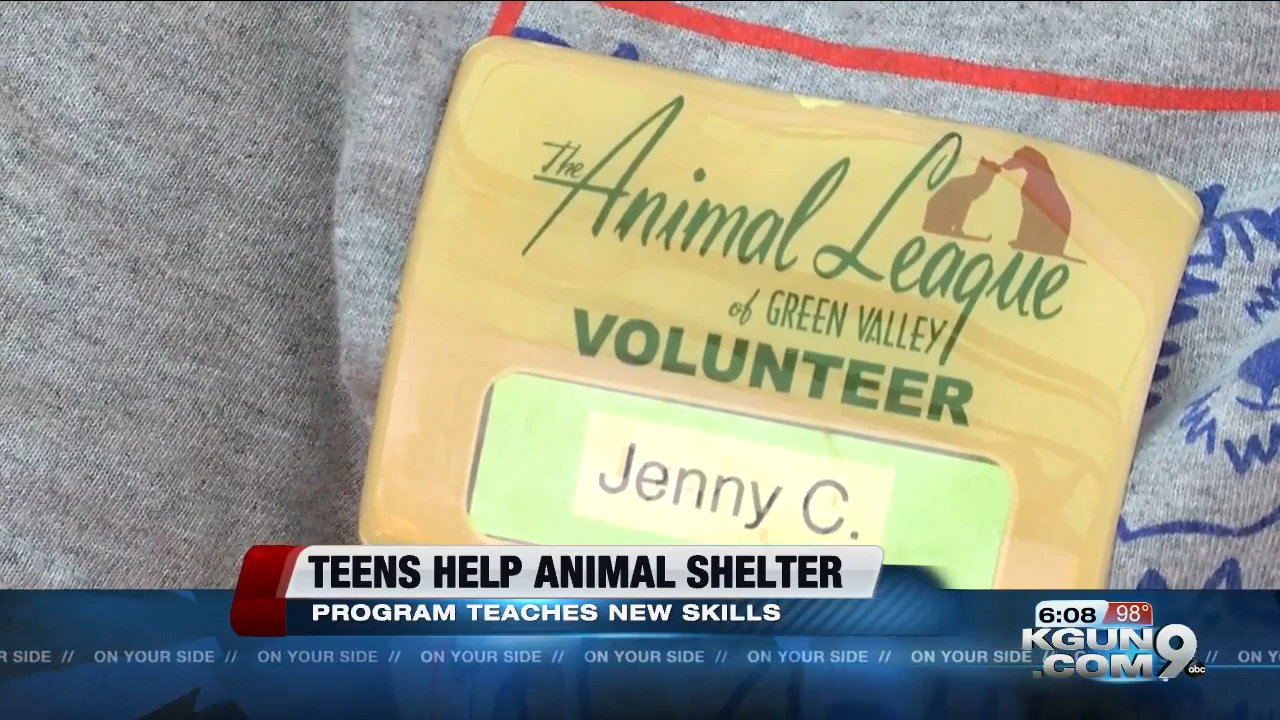 The Animal League
of GREEN VALLEY
VOLUNTEER
Jenny C.
TEENS HELP ANIMAL SHELTER
PROGRAM TEACHES NEW SKILLS
6:08 98°
KGUN9
.COM abc
R SIDE // ON YOUR SIDE // ON YOUR SIDE // ON YOUR SIDE // ON YOUR SIDE // ON YOUR SIDE // ON YOUR SIDE // ON Y